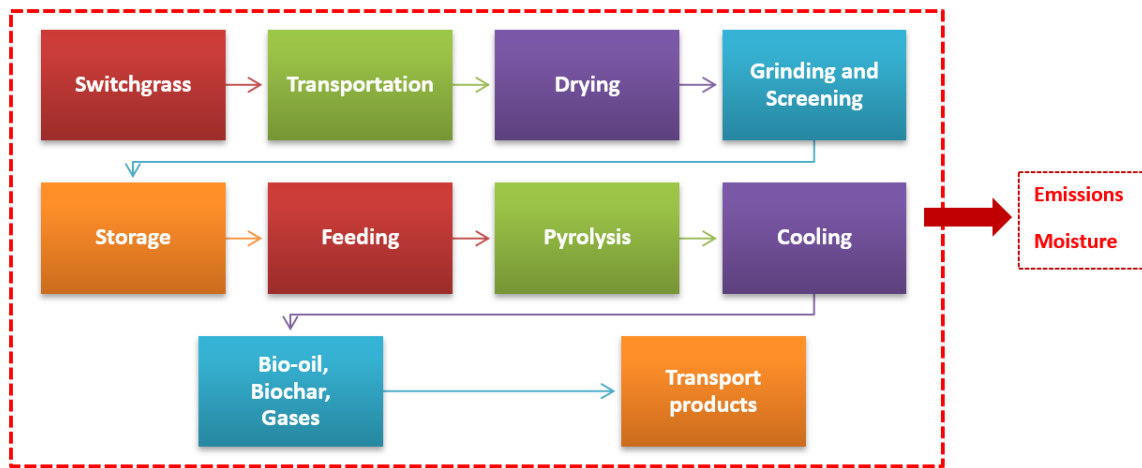 Switchgrass
Transportation
Drying
Grinding and
Screening
Storage
Feeding
Pyrolysis
Cooling
Emissions
Moisture
Bio-oil,
Biochar,
Gases
Transport
products